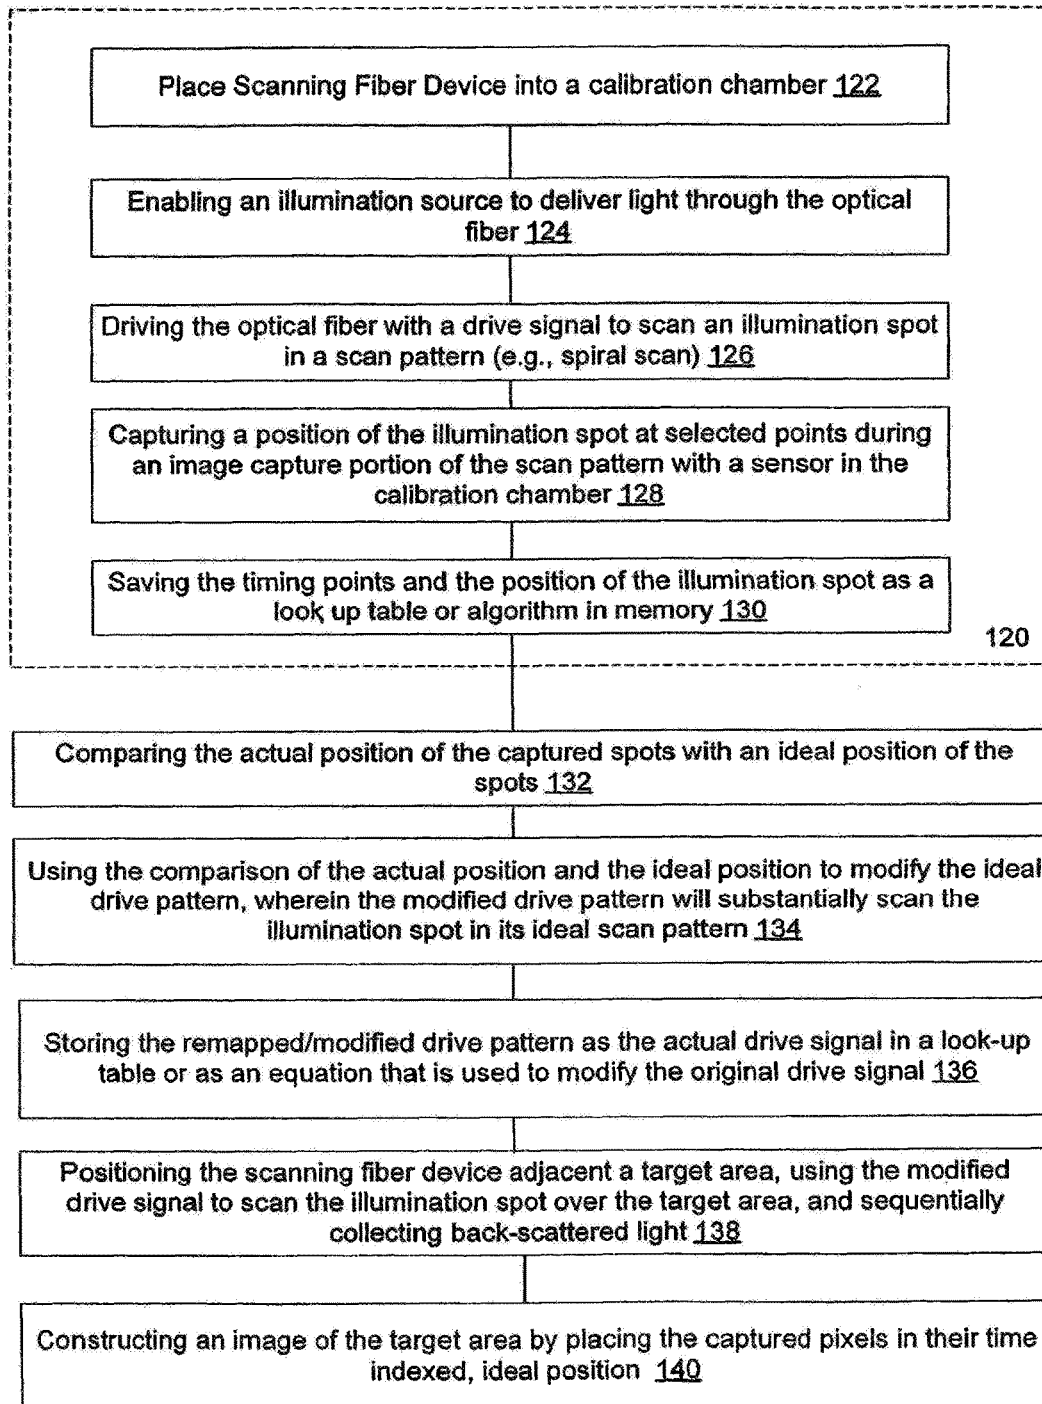 Place Scanning Fiber Device into a calibration chamber 122
Enabling an illumination source to deliver light through the optical
fiber 124
Driving the optical fiber with a drive signal to scan an illumination spot
in a scan pattern (e.g., spiral scan) 126
Capturing a position of the illumination spot at selected points during
an image capture portion of the scan pattern with a sensor in the
calibration chamber 128
Saving the timing points and the position of the illumination spot as a
look up table or algorithm in memory 130
120
Comparing the actual position of the captured spots with an ideal position of the
spots 132
Using the comparison of the actual position and the ideal position to modify the ideal
drive pattern, wherein the modified drive pattern will substantially scan the
illumination spot in its ideal scan pattern 134
Storing the remapped/modified drive pattern as the actual drive signal in a look-up
table or as an equation that is used to modify the original drive signal 136
Positioning the scanning fiber device adjacent a target area, using the modified
drive signal to scan the illumination spot over the target area, and sequentially
collecting back-scattered light 138
Constructing an image of the target area by placing the captured pixels in their time
indexed, ideal position 140